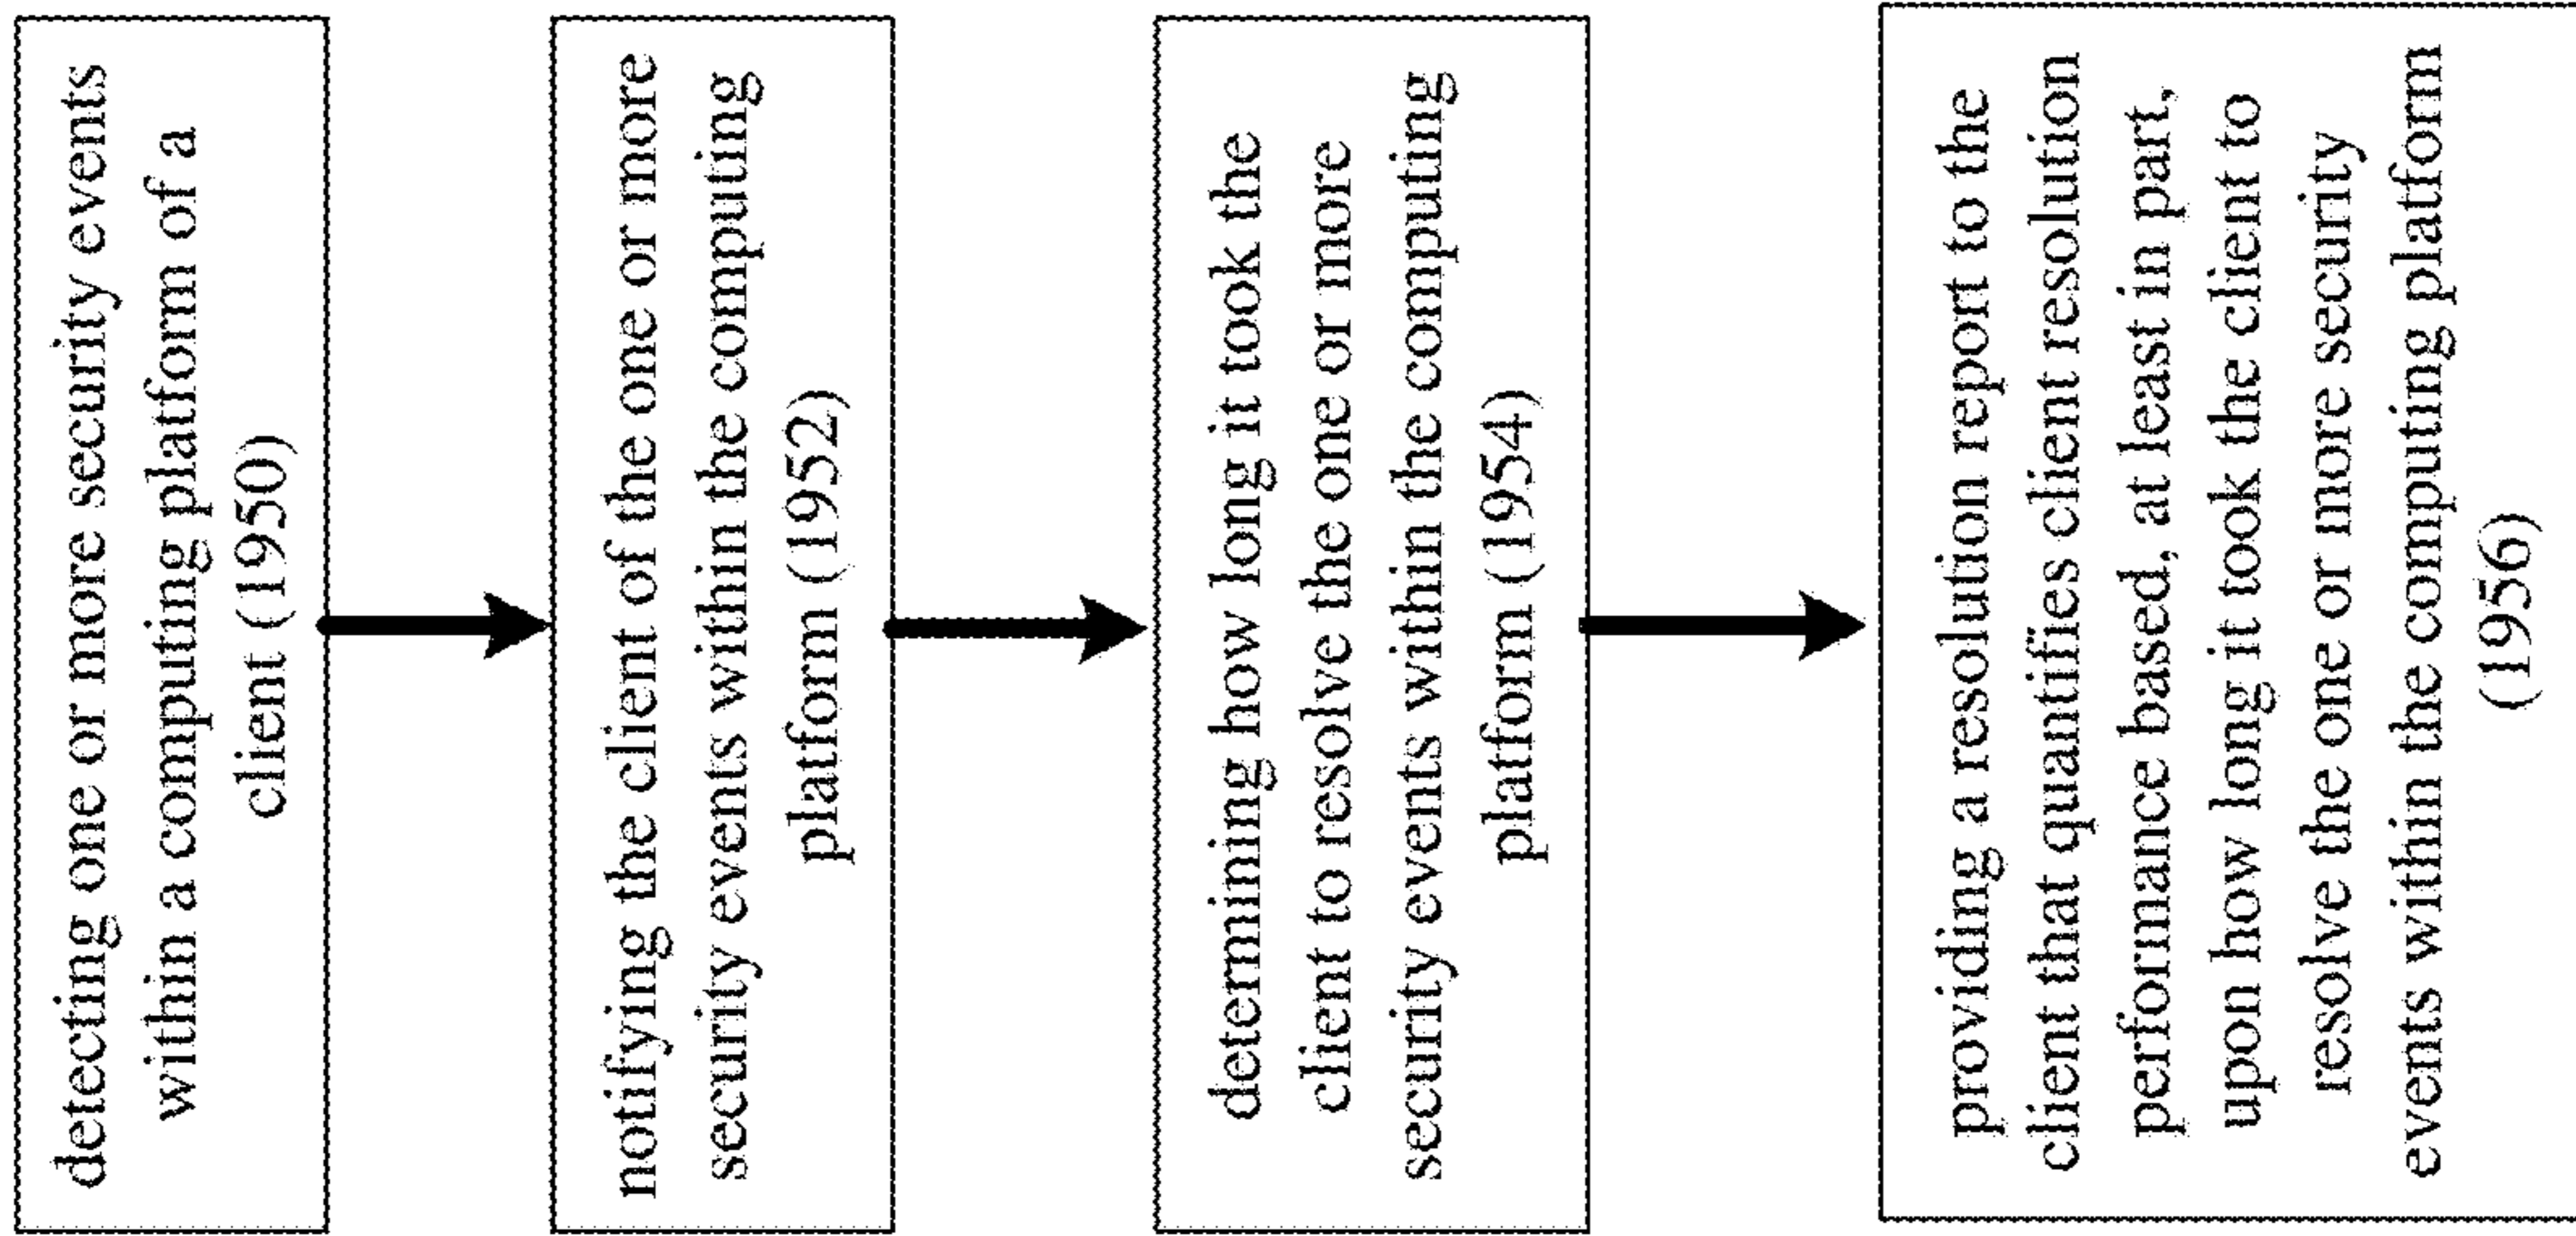 detecting one or more security events
within a computing platform of a
client (1950)
notifying the client of the one or more
security events within the computing
platform (1952)
determining how long it took the
client to resolve the one or more
security events within the computing
platform (1954)
providing a resolution report to the
client that quantifies client resolution
performance based, at least in part,
upon how long it took the client to
resolve the one or more security
events within the computing platform
(1956)